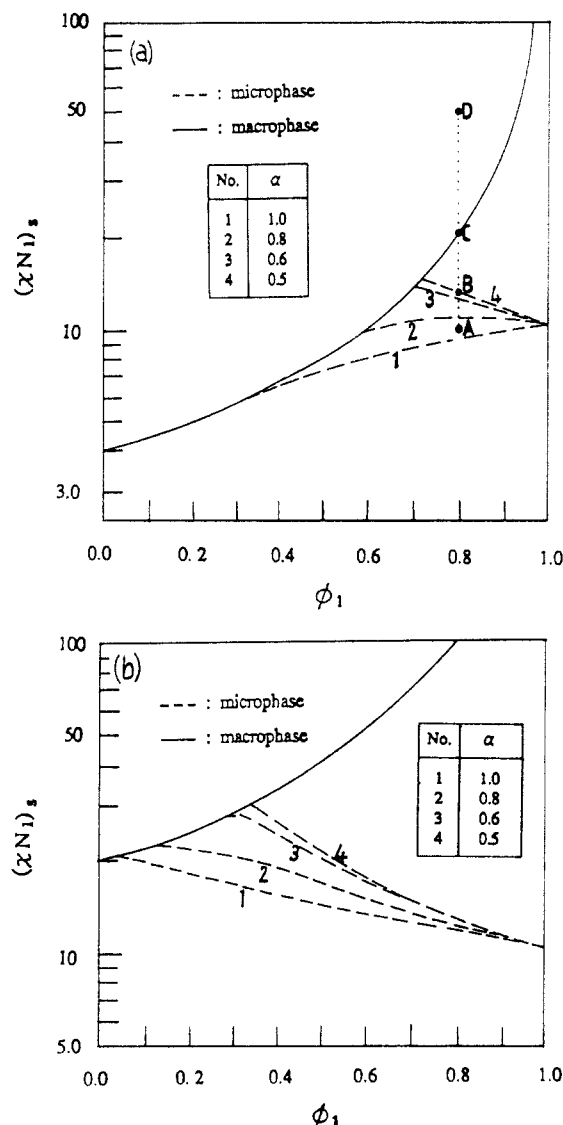 (a)
100
- - - : microphase
—— : macrophase
50
D
No. α
1 1.0
2 0.8
3 0.6
4 0.5
(χN₁)ₛ
C
B
4
3
10
2
A
1
3.0
0.0 0.2 0.4 0.6 0.8 1.0
ϕ₁
(b)
100
- - - : microphase
—— : macrophase
50
No. α
1 1.0
2 0.8
3 0.6
4 0.5
(χN₁)ₛ
4
3
2
1
10
5.0
0.0 0.2 0.4 0.6 0.8 1.0
ϕ₁